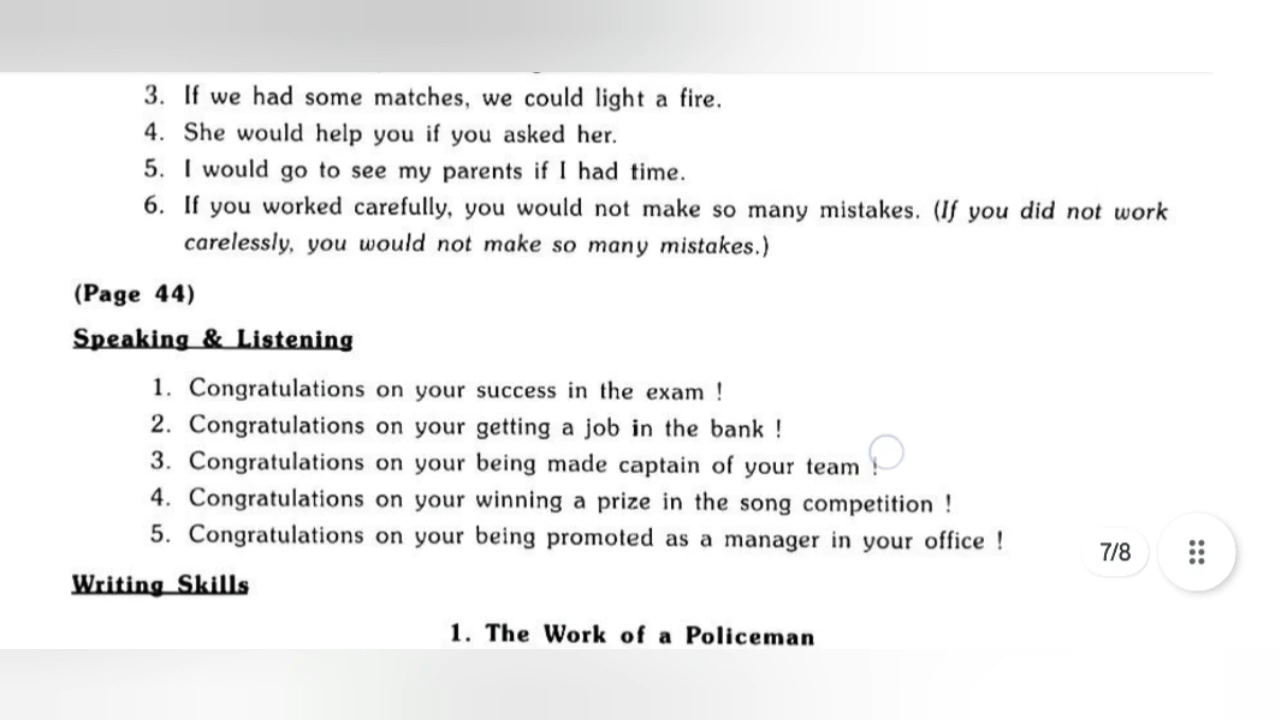 3. If we had some matches, we could light a fire.
4. She would help you if you asked her.
5. I would go to see my parents if I had time.
6. If you worked carefully, you would not make so many mistakes. (If you did not work
carelessly, you would not make so many mistakes.)
(Page 44)
Speaking & Listening
1. Congratulations on your success in the exam !
2. Congratulations on your getting a job in the bank !
3. Congratulations on your being made captain of your team !
4. Congratulations on your winning a prize in the song competition !
5. Congratulations on your being promoted as a manager in your office !
7/8
Writing Skills
1. The Work of a Policeman